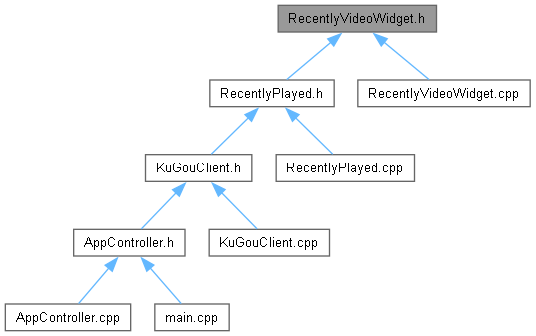 RecentlyVideoWidget.h
RecentlyPlayed.h
RecentlyVideoWidget.cpp
KuGouClient.h
RecentlyPlayed.cpp
AppController.h
KuGouClient.cpp
AppController.cpp
main.cpp